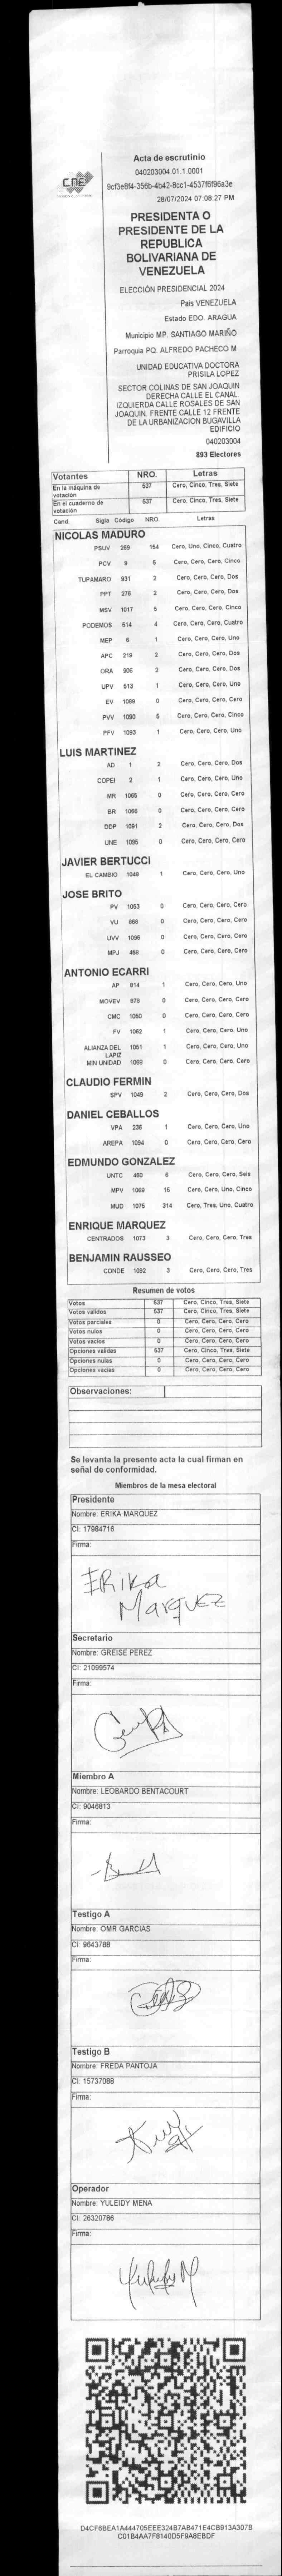 Acta de escrutinio
040203004.01.1.0001
9cf3e8f4-356b-4b42-8cc1-4537f6f96a3e
28/07/2024 07:08:27 PM
CNE
PRESIDENTA O
PRESIDENTE DE LA
REPUBLICA
BOLIVARIANA DE
VENEZUELA
ELECCIÓN PRESIDENCIAL 2024
Pais VENEZUELA
Estado EDO. ARAGUA
Municipio MP. SANTIAGO MARIÑO
Parroquia PQ. ALFREDO PACHECO M
UNIDAD EDUCATIVA DOCTORA
PRISILA LOPEZ
SECTOR COLINAS DE SAN JOAQUIN
DERECHA CALLE EL CANAL
IZQUIERDA CALLE ROSALES DE SAN
JOAQUIN. FRENTE CALLE 12 FRENTE
DE LA URBANIZACION BUGAVILLA
EDIFICIO
040203004
893 Electores
Votantes NRO. Letras
En la máquina de votación 537 Cero, Cinco, Tres, Siete
En el cuaderno de votación 537 Cero, Cinco, Tres, Siete
Cand. Sigla Código NRO. Letras
NICOLAS MADURO
PSUV 269 154 Cero, Uno, Cinco, Cuatro
PCV 9 5 Cero, Cero, Cero, Cinco
TUPAMARO 931 2 Cero, Cero, Cero, Dos
PPT 278 2 Cero, Cero, Cero, Dos
MSV 1017 5 Cero, Cero, Cero, Cinco
PODEMOS 514 4 Cero, Cero, Cero, Cuatro
MEP 6 1 Cero, Cero, Cero, Uno
APC 219 2 Cero, Cero, Cero, Dos
ORA 906 2 Cero, Cero, Cero, Dos
UPV 912 1 Cero, Cero, Cero, Uno
EV 1089 0 Cero, Cero, Cero, Cero
PVV 1090 5 Cero, Cero, Cero, Cinco
PFV 1093 1 Cero, Cero, Cero, Uno
LUIS MARTINEZ
AD 1 2 Cero, Cero, Cero, Dos
COPEI 2 1 Cero, Cero, Cero, Uno
MR 1065 0 Cero, Cero, Cero, Cero
BR 1066 0 Cero, Cero, Cero, Cero
DDP 1091 2 Cero, Cero, Cero, Dos
UNE 1095 0 Cero, Cero, Cero, Cero
JAVIER BERTUCCI
EL CAMBIO 1048 1 Cero, Cero, Cero, Uno
JOSE BRITO
PV 1053 0 Cero, Cero, Cero, Cero
VU 868 0 Cero, Cero, Cero, Cero
UVV 1096 0 Cero, Cero, Cero, Cero
MPJ 458 0 Cero, Cero, Cero, Cero
ANTONIO ECARRI
AP 914 1 Cero, Cero, Cero, Uno
MOVEV 879 0 Cero, Cero, Cero, Cero
CMC 1050 0 Cero, Cero, Cero, Cero
FV 1062 1 Cero, Cero, Cero, Uno
ALIANZA DEL LAPIZ 1051 1 Cero, Cero, Cero, Uno
MIN UNIDAD 1069 0 Cero, Cero, Cero, Cero
CLAUDIO FERMIN
SPV 1049 2 Cero, Cero, Cero, Dos
DANIEL CEBALLOS
VPA 236 1 Cero, Cero, Cero, Uno
AREPA 1094 0 Cero, Cero, Cero, Cero
EDMUNDO GONZALEZ
UNTC 460 6 Cero, Cero, Cero, Seis
MPV 1069 15 Cero, Cero, Uno, Cinco
MUD 1075 314 Cero, Tres, Uno, Cuatro
ENRIQUE MARQUEZ
CENTRADOS 1073 3 Cero, Cero, Cero, Tres
BENJAMIN RAUSSEO
CONDE 1092 3 Cero, Cero, Cero, Tres
Resumen de votos
Votos 537 Cero, Cinco, Tres, Siete
Votos validos 537 Cero, Cinco, Tres, Siete
Votos parciales 0 Cero, Cero, Cero, Cero
Votos nulos 0 Cero, Cero, Cero, Cero
Votos vacios 0 Cero, Cero, Cero, Cero
Opciones validas 537 Cero, Cinco, Tres, Siete
Opciones nulas 0 Cero, Cero, Cero, Cero
Opciones vacias 0 Cero, Cero, Cero, Cero
Observaciones:
Se levanta la presente acta la cual firman en
señal de conformidad.
Miembros de la mesa electoral
Presidente
Nombre: ERIKA MARQUEZ
CI: 17984716
Firma:
ERika
MarqUEZ
Secretario
Nombre: GREISE PEREZ
CI: 21099574
Firma:
Miembro A
Nombre: LEOBARDO BENTACOURT
CI: 9046813
Firma:
Testigo A
Nombre: OMR GARCIAS
CI: 9643788
Firma:
Testigo B
Nombre: FREDA PANTOJA
CI: 15737088
Firma:
Operador
Nombre: YULEIDY MENA
CI: 26320786
Firma:
Yuleidy M
D4CF6BEA1A444705EEE324B7AB471E4CB913A307B
C01B4AA7F8140D5F9A8EBDF